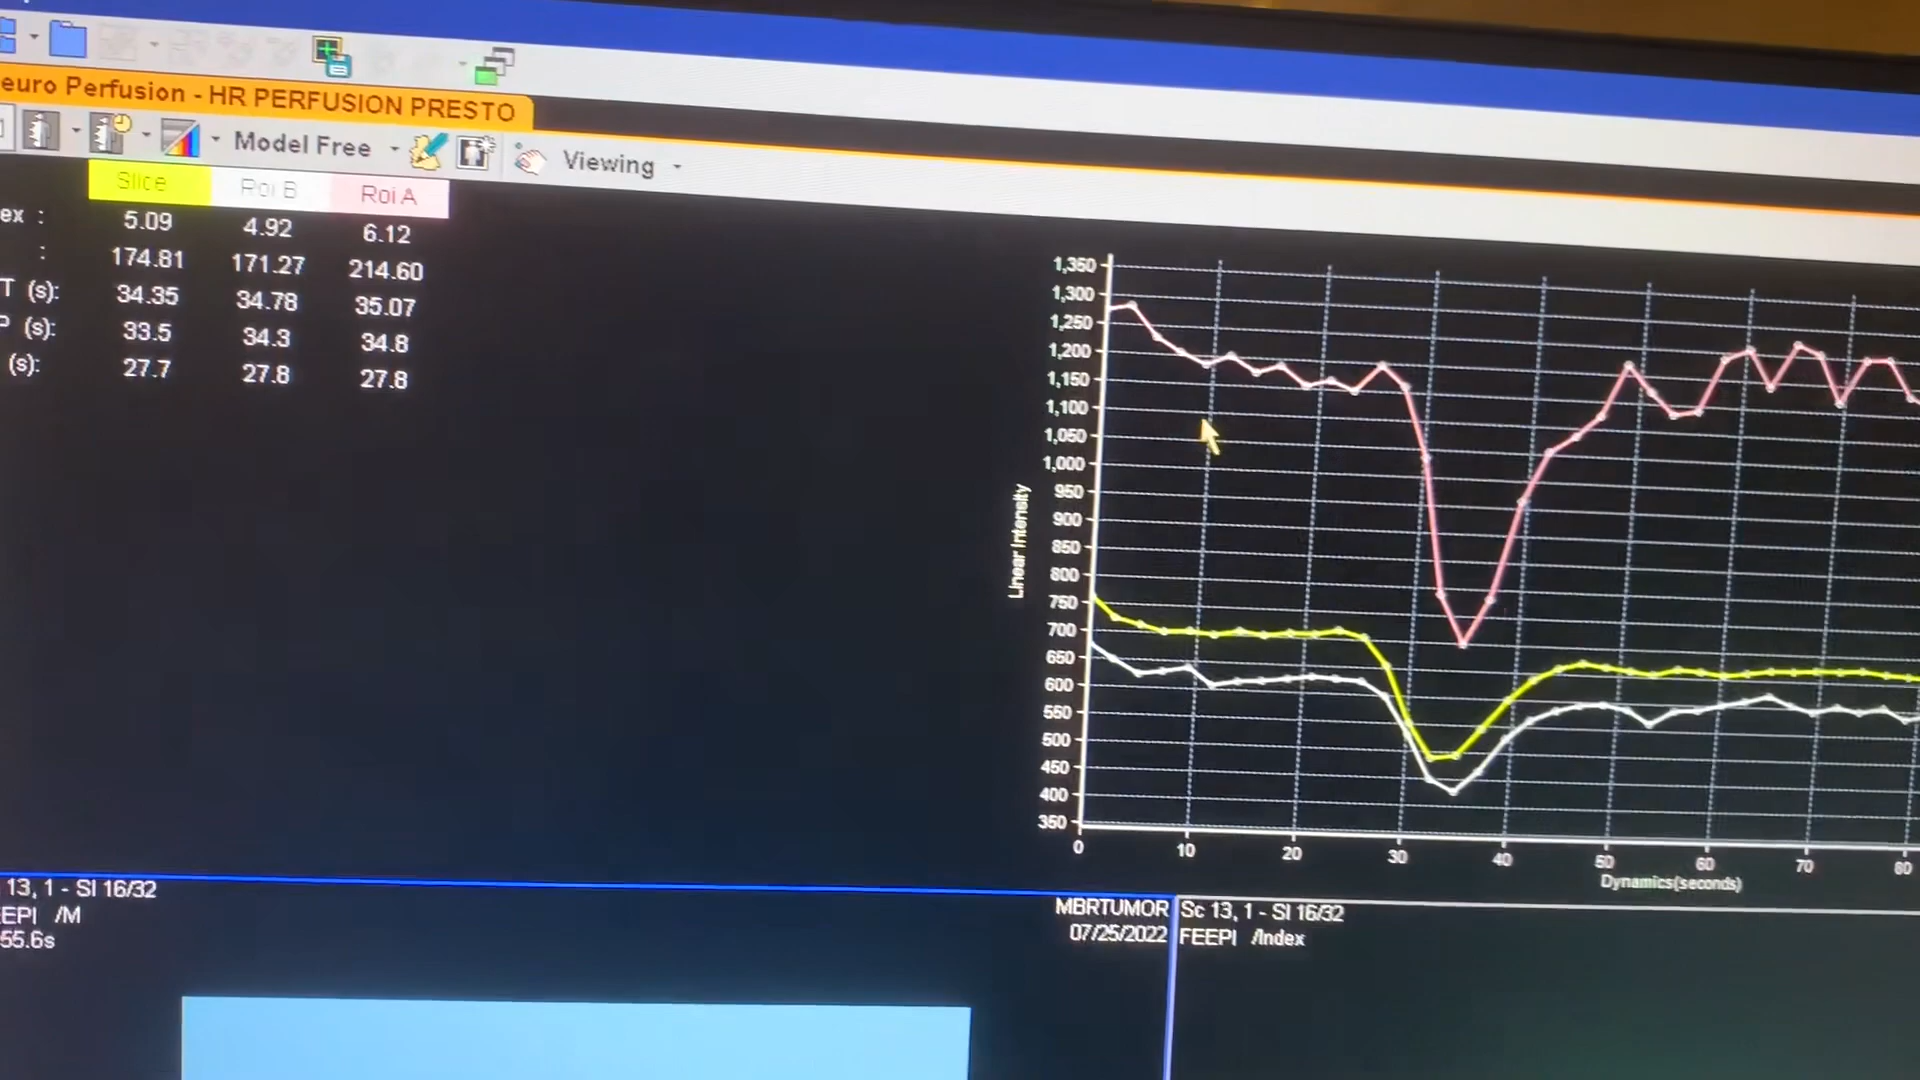 euro Perfusion - HR PERFUSION PRESTO
Model Free
Viewing
Slice Roi B Roi A
ex : 5.09 4.92 6.12
: 174.81 171.27 214.60
T (s): 34.35 34.78 35.07
P (s): 33.5 34.3 34.8
(s): 27.7 27.8 27.8
1,350
1,300
1,250
1,200
1,150
1,100
1,050
1,000
950
900
850
800
750
700
650
600
550
500
450
400
350
Linear Intensity
0 10 20 30 40 50 60 70 80
Dynamics(seconds)
13, 1 - Sl 16/32
EPI /M
55.6s
MBRTUMOR
07/25/2022
Sc 13, 1 - Sl 16/32
FEEPI /Index